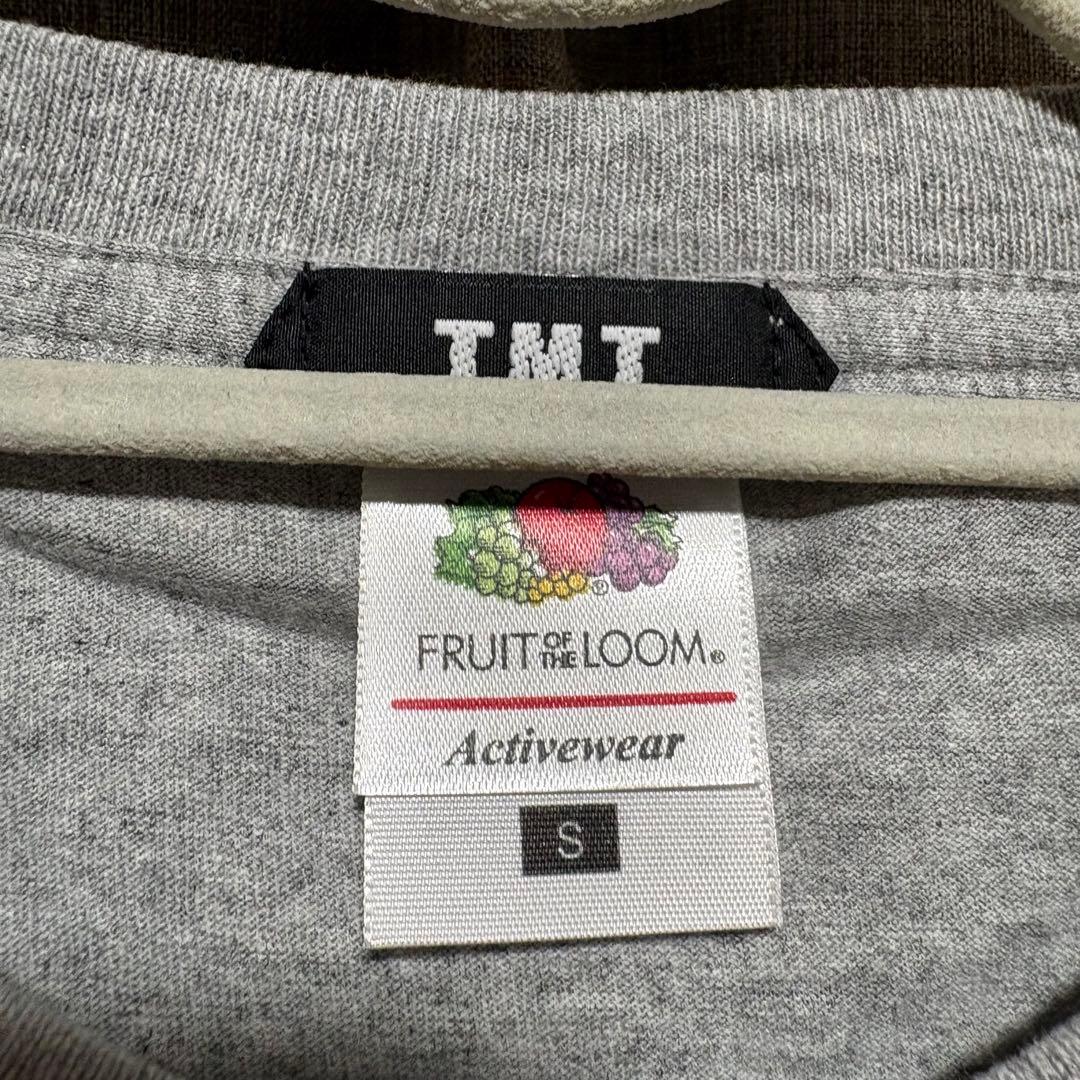 TMT
®
FRUIT OF THE LOOM®
Activewear
S